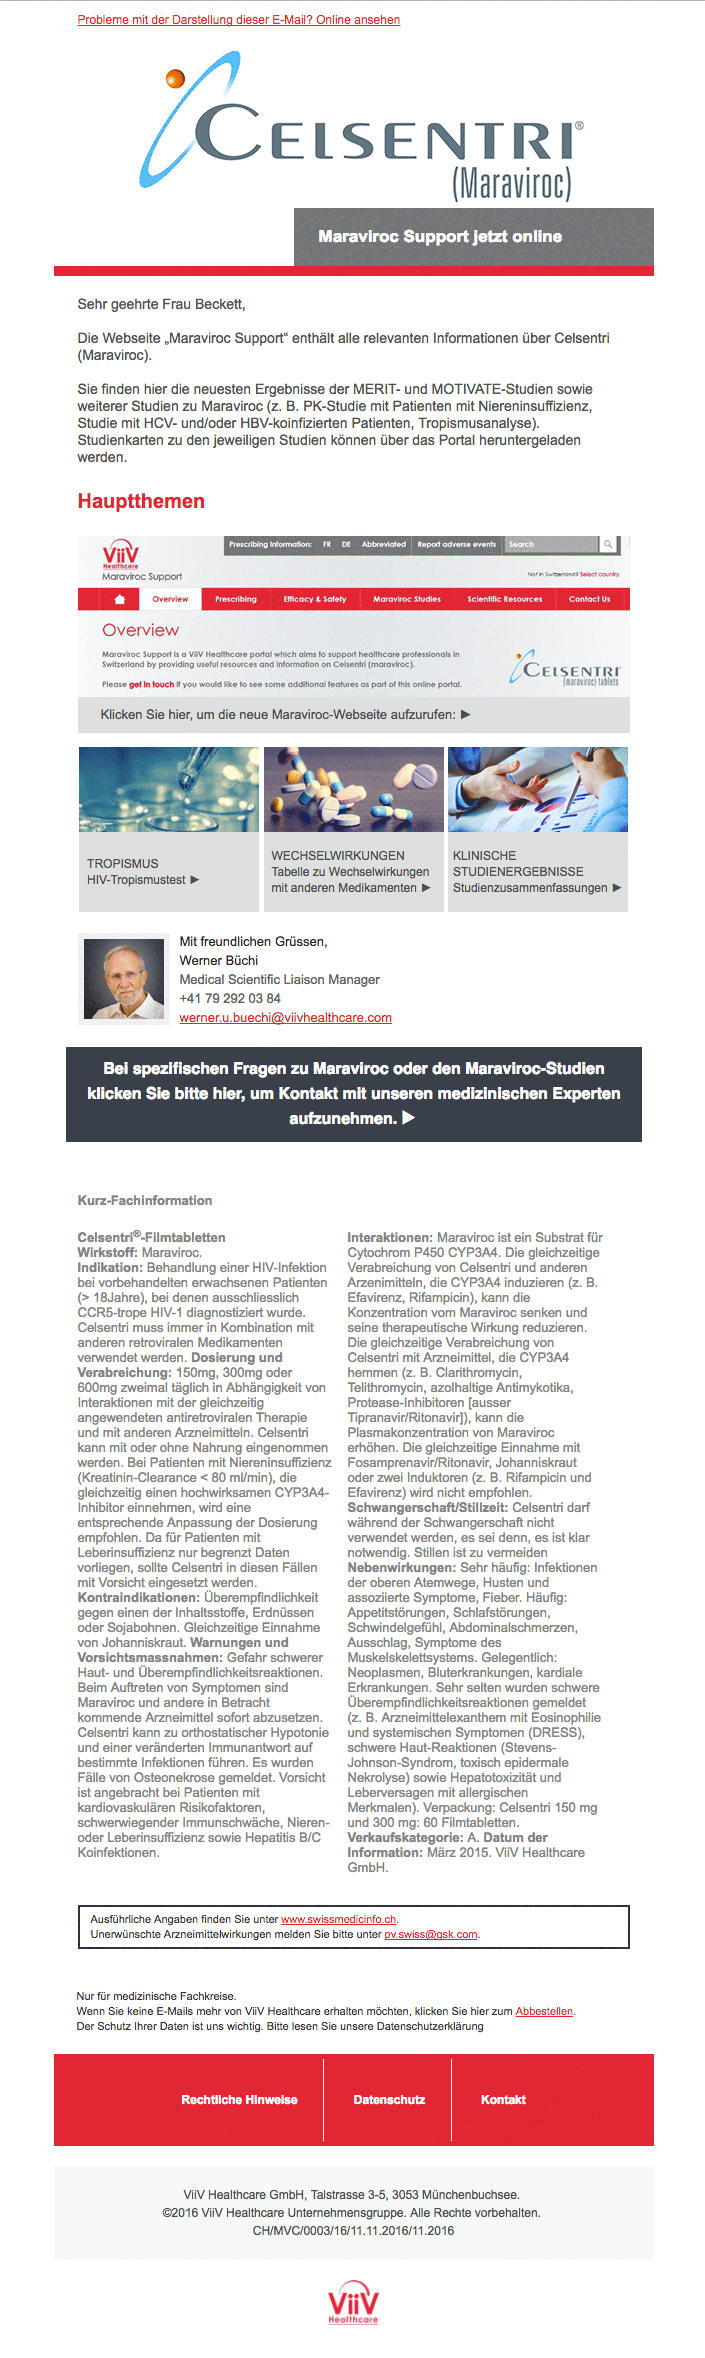 Probleme mit der Darstellung dieser E-Mail? Online ansehen
CELSENTRI®
(Maraviroc)
Maraviroc Support jetzt online
Sehr geehrte Frau Beckett,
Die Webseite „Maraviroc Support“ enthält alle relevanten Informationen über Celsentri
(Maraviroc).
Sie finden hier die neuesten Ergebnisse der MERIT- und MOTIVATE-Studien sowie
weiterer Studien zu Maraviroc (z. B. PK-Studie mit Patienten mit Niereninsuffizienz,
Studie mit HCV- und/oder HBV-koinfizierten Patienten, Tropismusanalyse).
Studienkarten zu den jeweiligen Studien können über das Portal heruntergeladen
werden.
Hauptthemen
ViiV
Healthcare
Maraviroc Support
Prescribing Information: FR DE Abbreviated Report adverse events Search
Not in Switzerland? Select country.
Overview Prescribing Efficacy & Safety Maraviroc Studies Scientific Resources Contact Us
Overview
Maraviroc Support is a ViiV Healthcare portal which aims to support healthcare professionals in
Switzerland by providing useful resources and information on Celsentri (maraviroc).
Please get in touch if you would like to see some additional features as part of this online portal.
CELSENTRI
(maraviroc) tablets
Klicken Sie hier, um die neue Maraviroc-Webseite aufzurufen: ►
TROPISMUS
HIV-Tropismustest ►
WECHSELWIRKUNGEN
Tabelle zu Wechselwirkungen
mit anderen Medikamenten ►
KLINISCHE
STUDIENERGEBNISSE
Studienzusammenfassungen ►
Mit freundlichen Grüssen,
Werner Büchi
Medical Scientific Liaison Manager
+41 79 292 03 84
werner.u.buechi@viivhealthcare.com
Bei spezifischen Fragen zu Maraviroc oder den Maraviroc-Studien
klicken Sie bitte hier, um Kontakt mit unseren medizinischen Experten
aufzunehmen. ►
Kurz-Fachinformation
Celsentri®-Filmtabletten
Wirkstoff: Maraviroc.
Indikation: Behandlung einer HIV-Infektion
bei vorbehandelten erwachsenen Patienten
(> 18Jahre), bei denen ausschliesslich
CCR5-trope HIV-1 diagnostiziert wurde.
Celsentri muss immer in Kombination mit
anderen retroviralen Medikamenten
verwendet werden. Dosierung und
Verabreichung: 150mg, 300mg oder
600mg zweimal täglich in Abhängigkeit von
Interaktionen mit der gleichzeitig
angewendeten antiretroviralen Therapie
und mit anderen Arzneimitteln. Celsentri
kann mit oder ohne Nahrung eingenommen
werden. Bei Patienten mit Niereninsuffizienz
(Kreatinin-Clearance < 80 ml/min), die
gleichzeitig einen hochwirksamen CYP3A4-
Inhibitor einnehmen, wird eine
entsprechende Anpassung der Dosierung
empfohlen. Da für Patienten mit
Leberinsuffizienz nur begrenzt Daten
vorliegen, sollte Celsentri in diesen Fällen
mit Vorsicht eingesetzt werden.
Kontraindikationen: Überempfindlichkeit
gegen einen der Inhaltsstoffe, Erdnüssen
oder Sojabohnen. Gleichzeitige Einnahme
von Johanniskraut. Warnungen und
Vorsichtsmassnahmen: Gefahr schwerer
Haut- und Überempfindlichkeitsreaktionen.
Beim Auftreten von Symptomen sind
Maraviroc und andere in Betracht
kommende Arzneimittel sofort abzusetzen.
Celsentri kann zu orthostatischer Hypotonie
und einer veränderten Immunantwort auf
bestimmte Infektionen führen. Es wurden
Fälle von Osteonekrose gemeldet. Vorsicht
ist angebracht bei Patienten mit
kardiovaskulären Risikofaktoren,
schwerwiegender Immunschwäche, Nieren-
oder Leberinsuffizienz sowie Hepatitis B/C
Koinfektionen.
Interaktionen: Maraviroc ist ein Substrat für
Cytochrom P450 CYP3A4. Die gleichzeitige
Verabreichung von Celsentri und anderen
Arzenimitteln, die CYP3A4 induzieren (z. B.
Efavirenz, Rifampicin), kann die
Konzentration vom Maraviroc senken und
seine therapeutische Wirkung reduzieren.
Die gleichzeitige Verabreichung von
Celsentri mit Arzneimittel, die CYP3A4
hemmen (z. B. Clarithromycin,
Telithromycin, azolhaltige Antimykotika,
Protease-Inhibitoren [ausser
Tipranavir/Ritonavir]), kann die
Plasmakonzentration von Maraviroc
erhöhen. Die gleichzeitige Einnahme mit
Fosamprenavir/Ritonavir, Johanniskraut
oder zwei Induktoren (z. B. Rifampicin und
Efavirenz) wird nicht empfohlen.
Schwangerschaft/Stillzeit: Celsentri darf
während der Schwangerschaft nicht
verwendet werden, es sei denn, es ist klar
notwendig. Stillen ist zu vermeiden
Nebenwirkungen: Sehr häufig: Infektionen
der oberen Atemwege, Husten und
assoziierte Symptome, Fieber. Häufig:
Appetitstörungen, Schlafstörungen,
Schwindelgefühl, Abdominalschmerzen,
Ausschlag, Symptome des
Muskelskelettsystems. Gelegentlich:
Neoplasmen, Bluterkrankungen, kardiale
Erkrankungen. Sehr selten wurden schwere
Überempfindlichkeitsreaktionen gemeldet
(z. B. Arzneimittelexanthem mit Eosinophilie
und systemischen Symptomen (DRESS),
schwere Haut-Reaktionen (Stevens-
Johnson-Syndrom, toxisch epidermale
Nekrolyse) sowie Hepatotoxizität und
Leberversagen mit allergischen
Merkmalen). Verpackung: Celsentri 150 mg
und 300 mg: 60 Filmtabletten.
Verkaufskategorie: A. Datum der
Information: März 2015. ViiV Healthcare
GmbH.
Ausführliche Angaben finden Sie unter www.swissmedicinfo.ch.
Unerwünschte Arzneimittelwirkungen melden Sie bitte unter pv.swiss@gsk.com.
Nur für medizinische Fachkreise.
Wenn Sie keine E-Mails mehr von ViiV Healthcare erhalten möchten, klicken Sie hier zum Abbestellen.
Der Schutz Ihrer Daten ist uns wichtig. Bitte lesen Sie unsere Datenschutzerklärung
Rechtliche Hinweise Datenschutz Kontakt
ViiV Healthcare GmbH, Talstrasse 3-5, 3053 Münchenbuchsee.
©2016 ViiV Healthcare Unternehmensgruppe. Alle Rechte vorbehalten.
CH/MVC/0003/16/11.11.2016/11.2016
ViiV
Healthcare